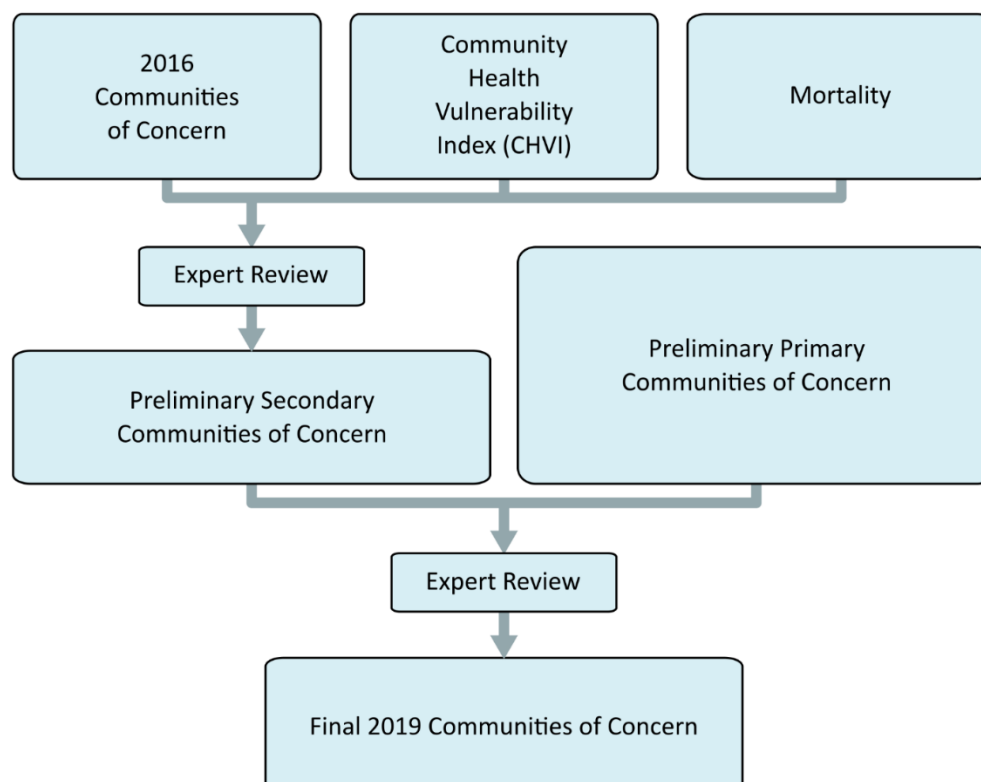 2016
Communities
of Concern
Community
Health
Vulnerability
Index (CHVI)
Mortality
Expert Review
Preliminary Primary
Communities of Concern
Preliminary Secondary
Communities of Concern
Expert Review
Final 2019 Communities of Concern